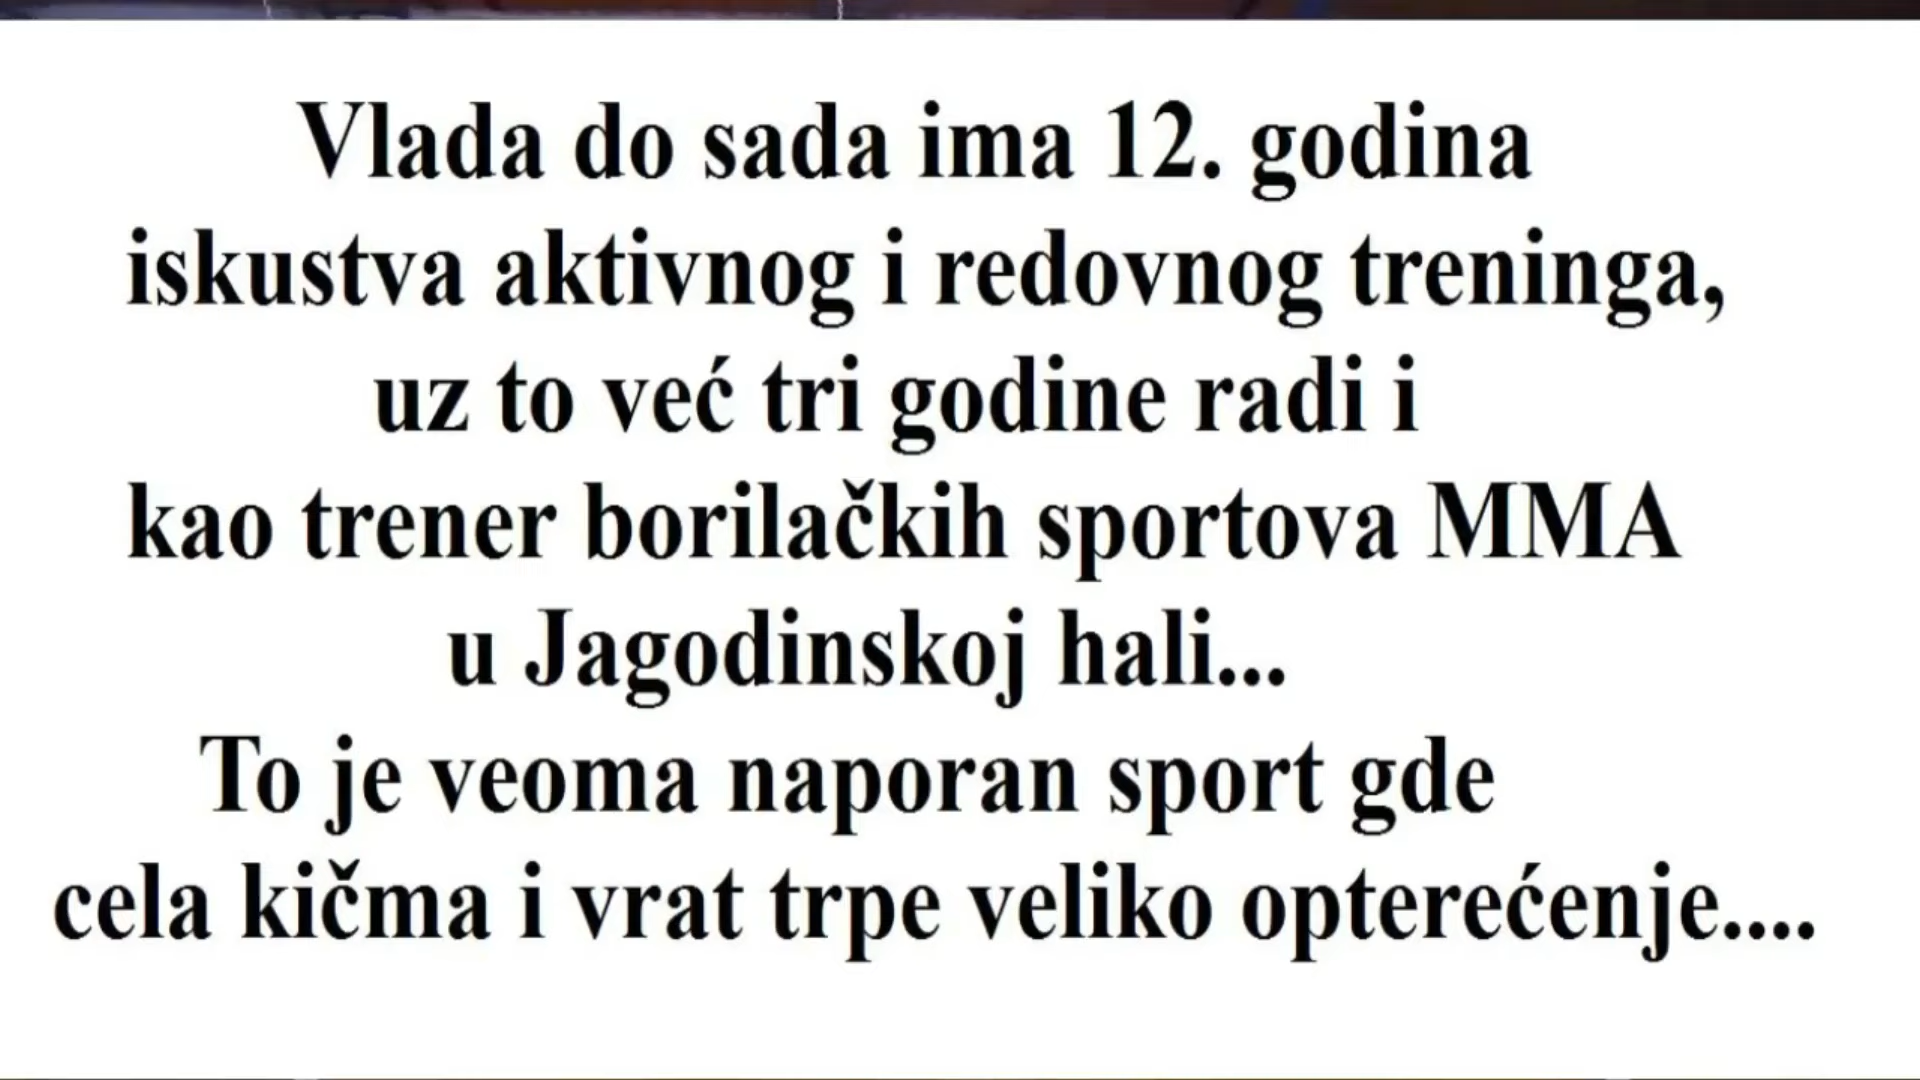 Vlada do sada ima 12. godina
iskustva aktivnog i redovnog treninga,
uz to već tri godine radi i
kao trener borilačkih sportova MMA
u Jagodinskoj hali...
To je veoma naporan sport gde
cela kičma i vrat trpe veliko opterećenje....